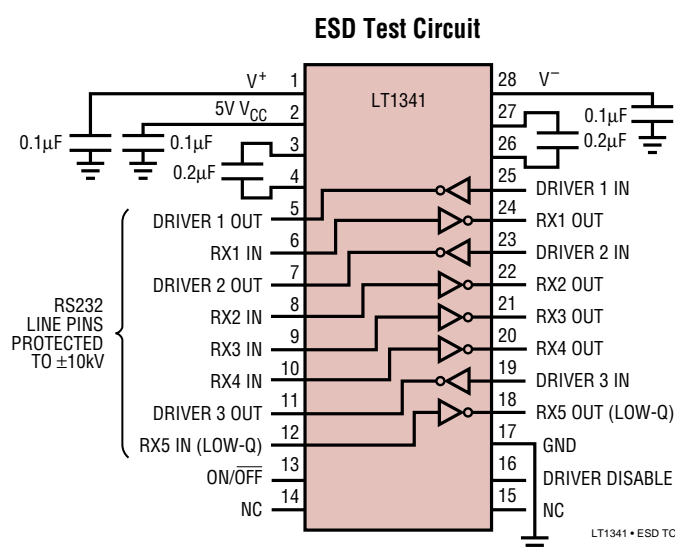 ESD Test Circuit
LT1341
V+ 1
5V VCC 2
3
4
0.1µF
0.1µF
0.2µF
5 DRIVER 1 OUT
6 RX1 IN
7 DRIVER 2 OUT
8 RX2 IN
9 RX3 IN
10 RX4 IN
11 DRIVER 3 OUT
12 RX5 IN (LOW-Q)
13 ON/OFF
14 NC
RS232
LINE PINS
PROTECTED
TO ±10kV
28 V–
27
26
0.1µF
0.2µF
25 DRIVER 1 IN
24 RX1 OUT
23 DRIVER 2 IN
22 RX2 OUT
21 RX3 OUT
20 RX4 OUT
19 DRIVER 3 IN
18 RX5 OUT (LOW-Q)
17 GND
16 DRIVER DISABLE
15 NC
LT1341 • ESD TC